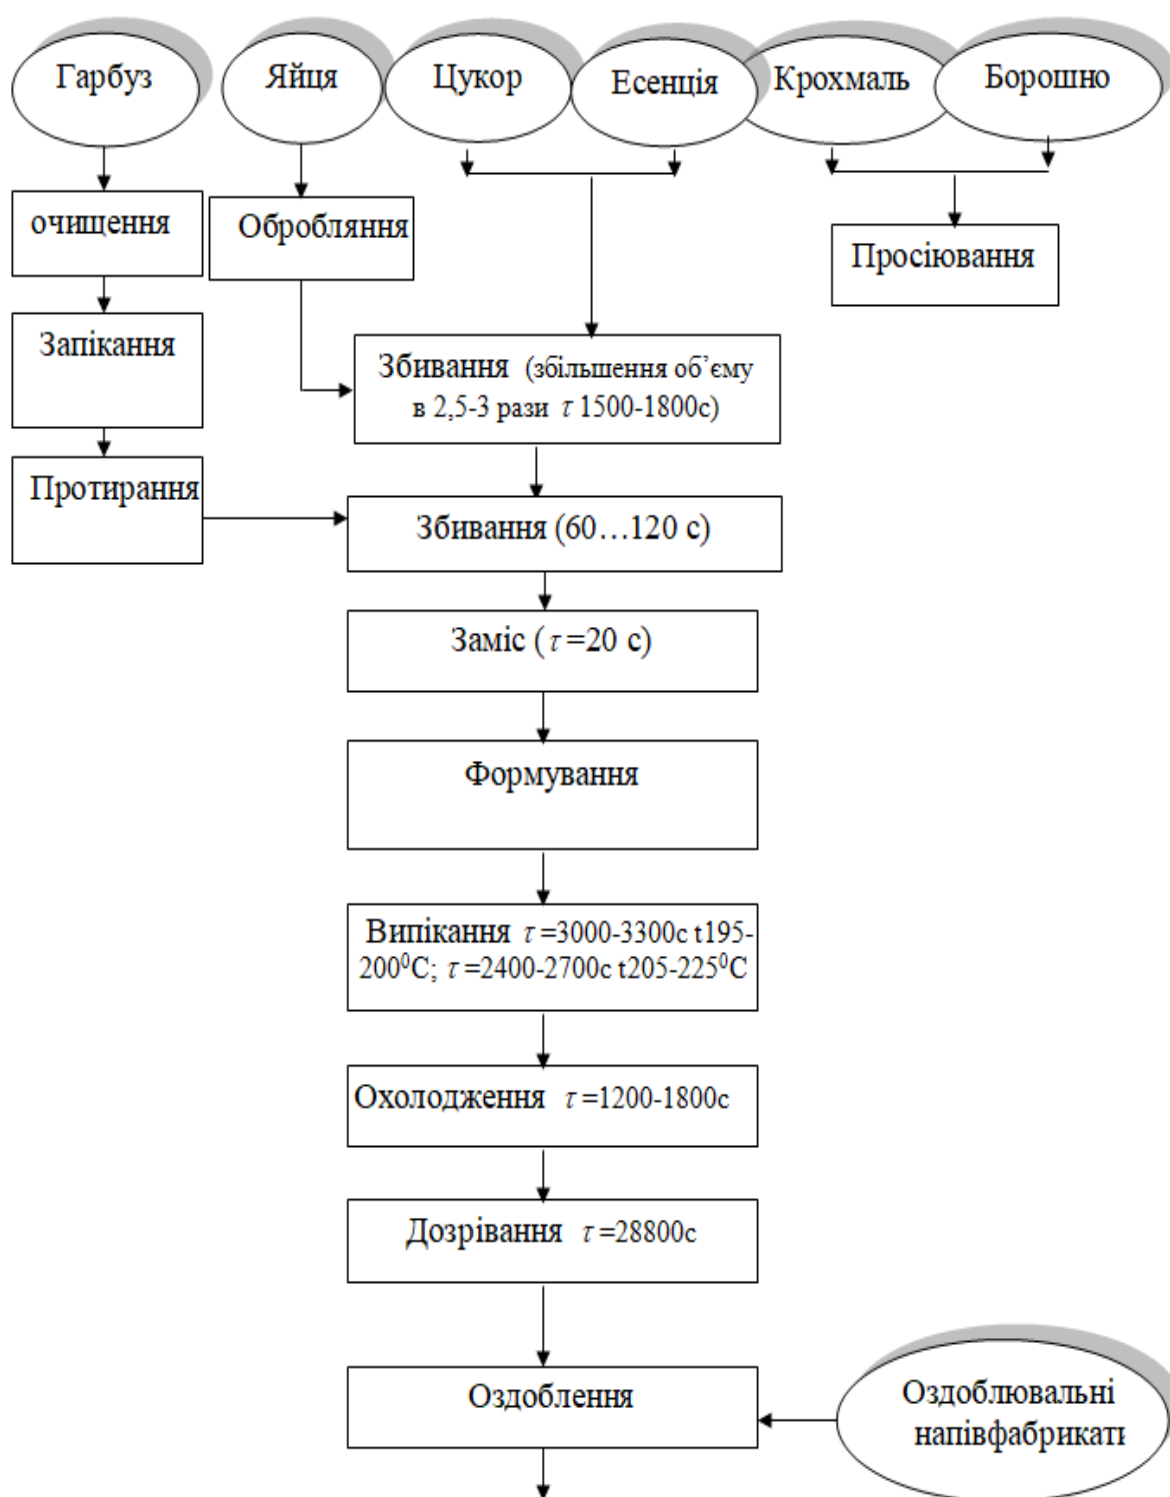 Гарбуз
Яйця
Цукор
Есенція
Крохмаль
Борошно
очищення
Обробляння
Просіювання
Запікання
Збивання (збільшення об’єму
в 2,5-3 рази τ 1500-1800с)
Протирання
Збивання (60…120 с)
Заміс (τ =20 с)
Формування
Випікання τ =3000-3300с t195-
200⁰С; τ =2400-2700с t205-225⁰С
Охолодження τ =1200-1800с
Дозрівання τ =28800с
Оздоблення
Оздоблювальні
напівфабрикати